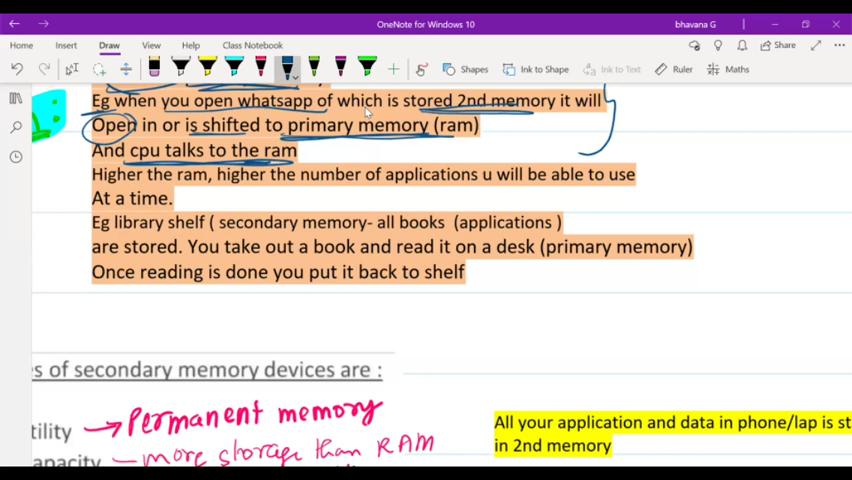 OneNote for Windows 10
bhavana G
Home Insert Draw View Help Class Notebook
Share
Shapes Ink to Shape Ink to Text Ruler Maths
Eg when you open whatsapp of which is stored 2nd memory it will
Open in or is shifted to primary memory (ram)
And cpu talks to the ram
Higher the ram, higher the number of applications u will be able to use
At a time.
Eg library shelf ( secondary memory- all books (applications )
are stored. You take out a book and read it on a desk (primary memory)
Once reading is done you put it back to shelf
es of secondary memory devices are :
tility → Permanent memory
All your application and data in phone/lap is st
in 2nd memory
apacity - more storage than RAM